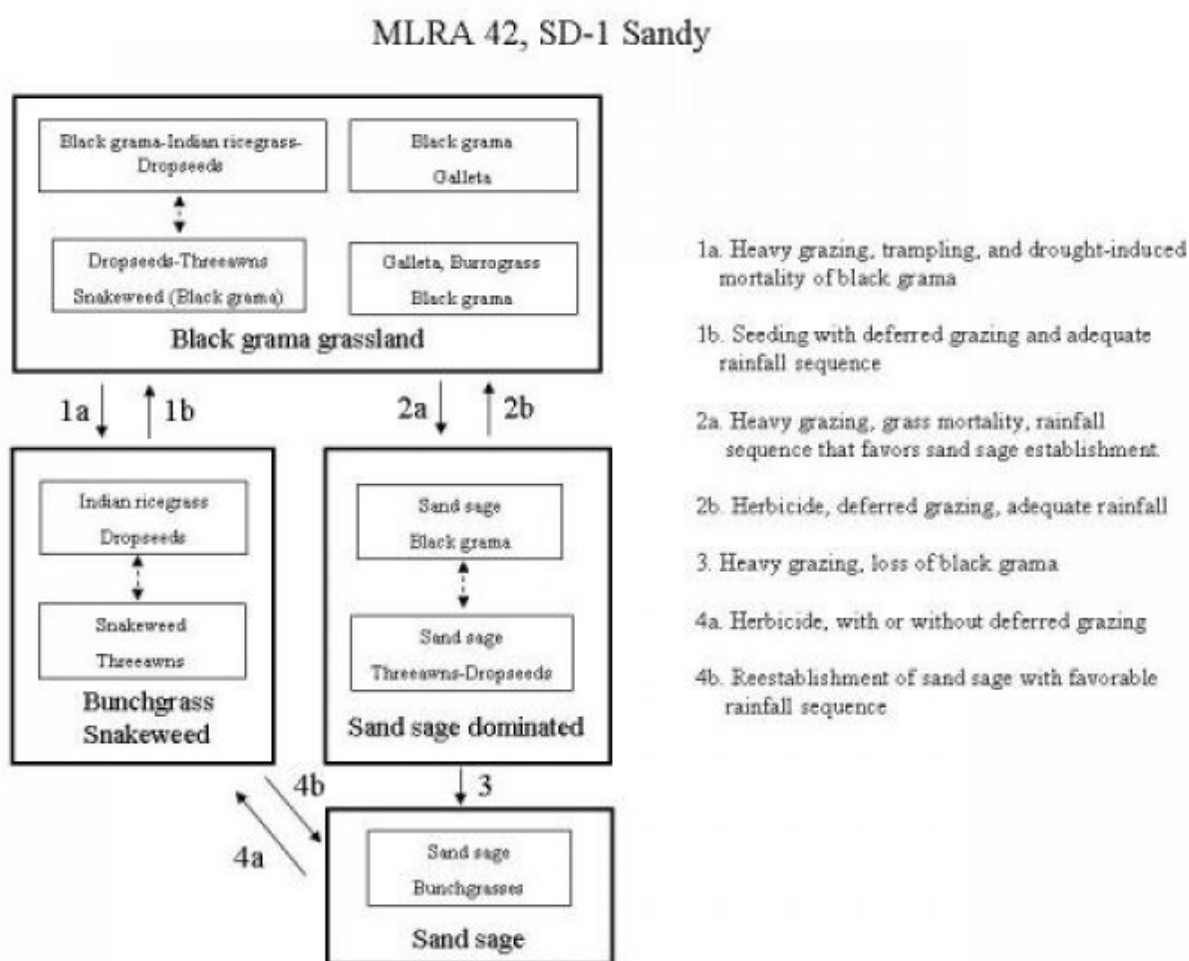 MLRA 42, SD-1 Sandy
Black grama-Indian ricegrass-
Dropseeds
Black grama
Galleta
Dropseeds-Threeawns
Snakeweed (Black grama)
Galleta, Burrograss
Black grama
Black grama grassland
1a
1b
2a
2b
Indian ricegrass
Dropseeds
Snakeweed
Threeawns
Bunchgrass
Snakeweed
Sand sage
Black grama
Sand sage
Threeawns-Dropseeds
Sand sage dominated
4b
4a
3
Sand sage
Bunchgrasses
Sand sage
1a. Heavy grazing, trampling, and drought-induced
mortality of black grama
1b. Seeding with deferred grazing and adequate
rainfall sequence
2a. Heavy grazing, grass mortality, rainfall
sequence that favors sand sage establishment.
2b. Herbicide, deferred grazing, adequate rainfall
3. Heavy grazing, loss of black grama
4a. Herbicide, with or without deferred grazing
4b. Reestablishment of sand sage with favorable
rainfall sequence